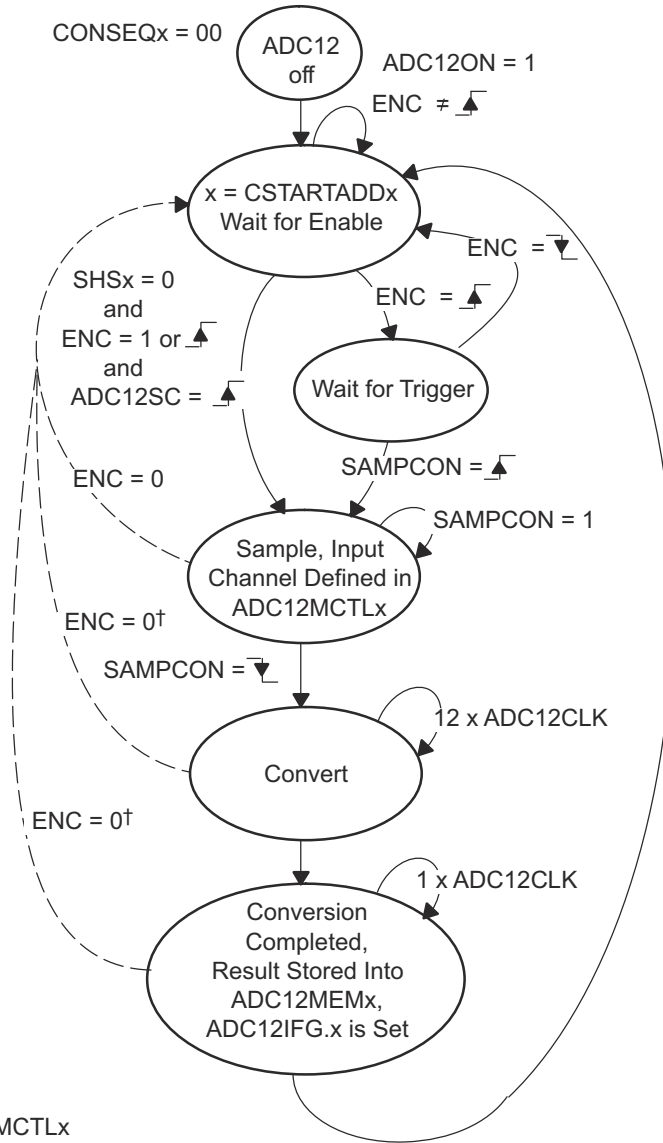 CONSEQx = 00
ADC12
off
ADC12ON = 1
ENC ≠
x = CSTARTADDx
Wait for Enable
ENC =
SHSx = 0
and
ENC = 1 or
and
ADC12SC =
ENC =
Wait for Trigger
SAMPCON =
ENC = 0
SAMPCON = 1
Sample, Input
Channel Defined in
ADC12MCTLx
ENC = 0†
SAMPCON =
12 x ADC12CLK
Convert
ENC = 0†
1 x ADC12CLK
Conversion
Completed,
Result Stored Into
ADC12MEMx,
ADC12IFG.x is Set
MCTLx